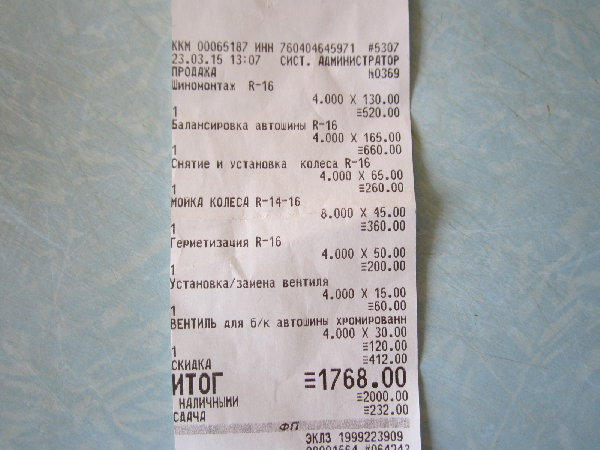 ККМ 00065187 ИНН 760404645971 #5307
23.03.15 13:07 СИСТ. АДМИНИСТРАТОР
ПРОДАЖА №0369
Шиномонтаж R-16
4.000 X 130.00
1 ≡520.00
Балансировка автошины R-16
4.000 X 165.00
1 ≡660.00
Снятие и установка колеса R-16
4.000 X 65.00
1 ≡260.00
МОЙКА КОЛЕСА R-14-16
8.000 X 45.00
1 ≡360.00
Герметизация R-16
4.000 X 50.00
1 ≡200.00
Установка/замена вентиля
4.000 X 15.00
1 ≡60.00
ВЕНТИЛЬ для б/к автошины хромированн
4.000 X 30.00
1 ≡120.00
СКИДКА ≡412.00
ИТОГ ≡1768.00
НАЛИЧНЫМИ ≡2000.00
СДАЧА ≡232.00
ФП
ЭКЛЗ 1999223909